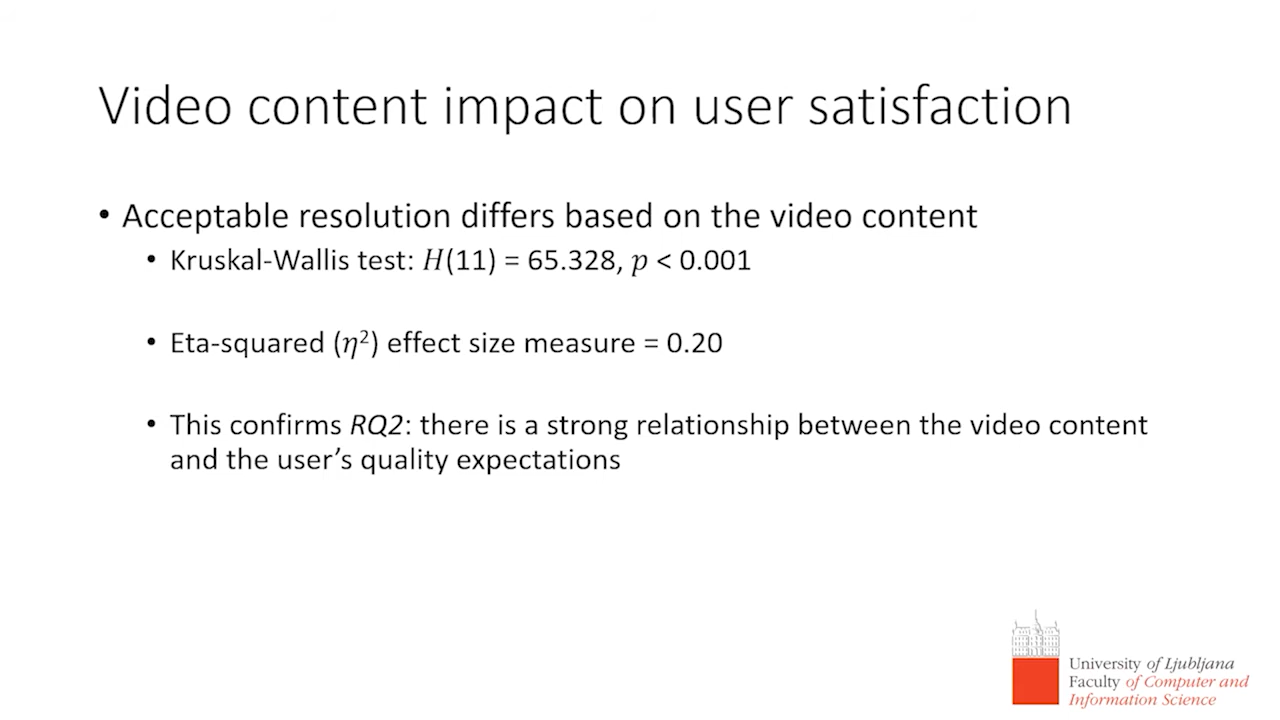 Video content impact on user satisfaction
• Acceptable resolution differs based on the video content
• Kruskal-Wallis test: H(11) = 65.328, p < 0.001
• Eta-squared (η²) effect size measure = 0.20
• This confirms RQ2: there is a strong relationship between the video content
and the user’s quality expectations
University of Ljubljana
Faculty of Computer and
Information Science